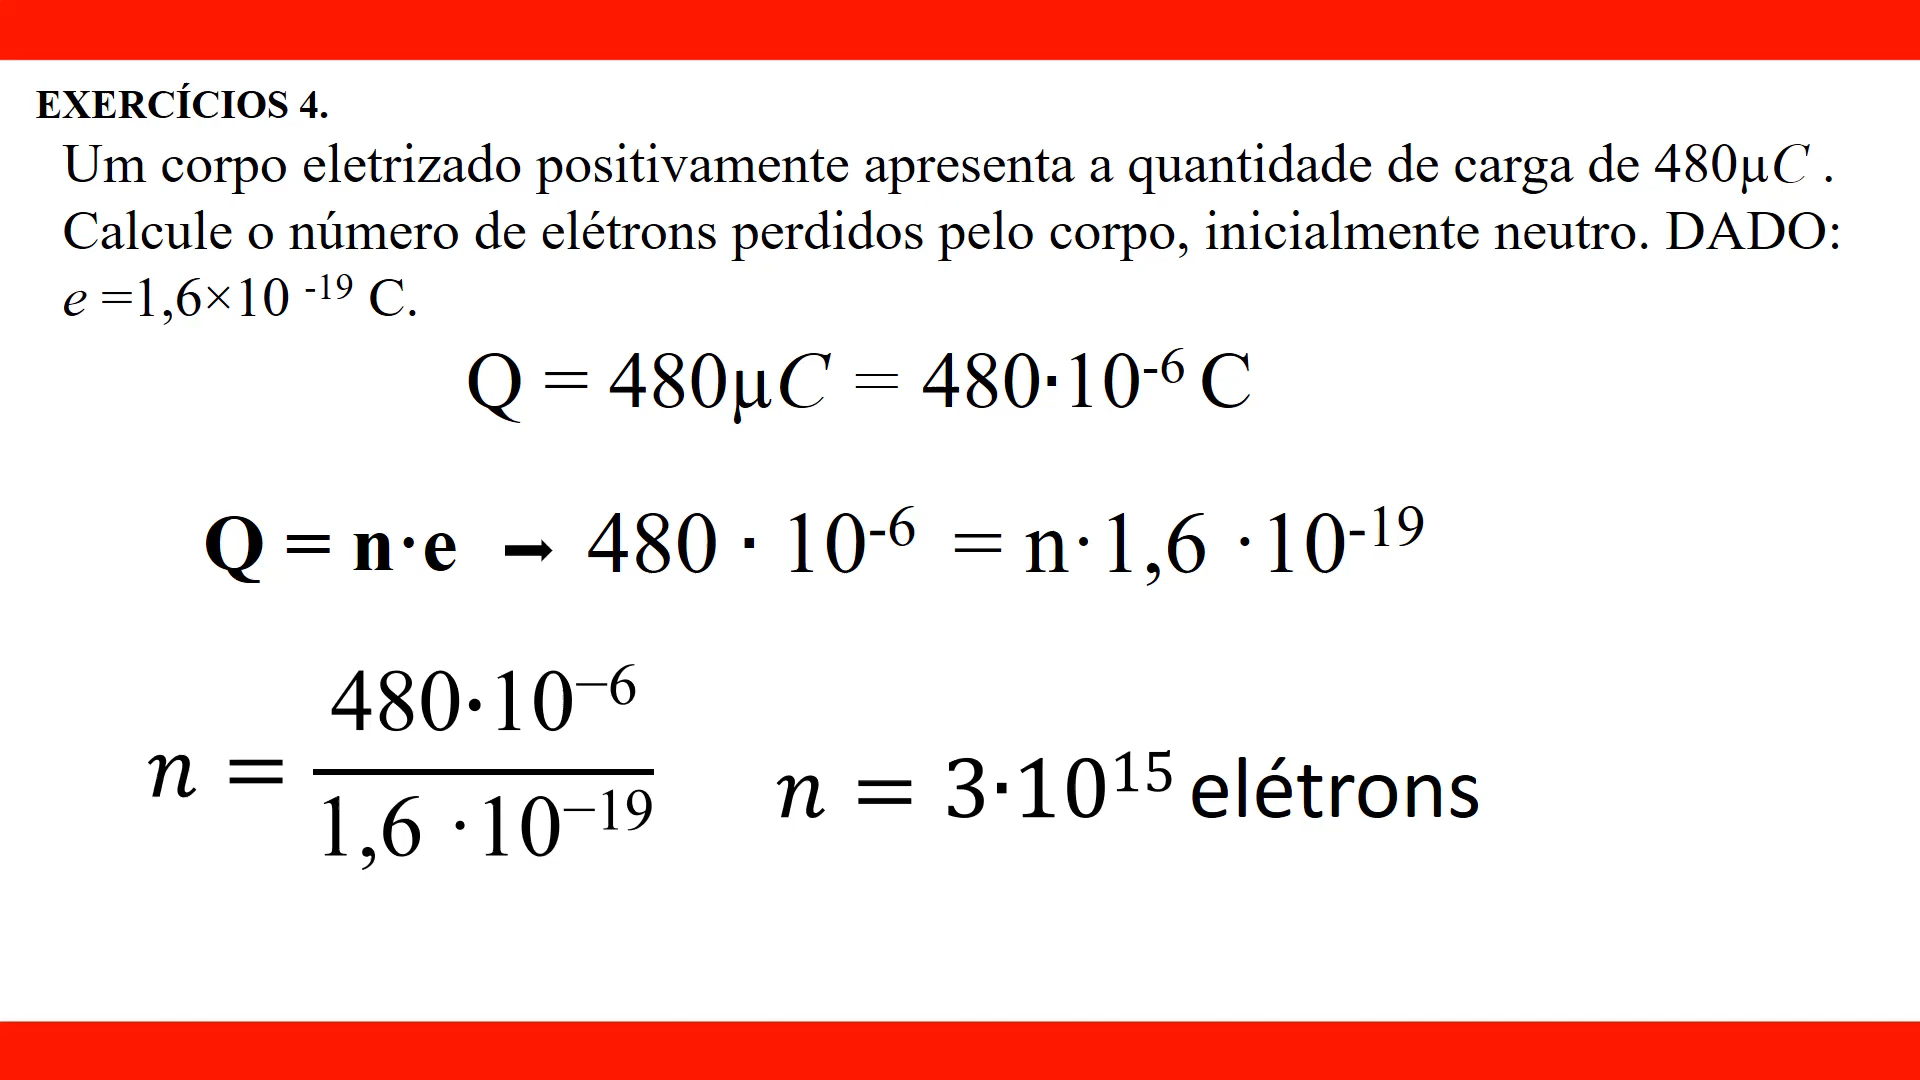 EXERCÍCIOS 4.
Um corpo eletrizado positivamente apresenta a quantidade de carga de 480μC .
Calcule o número de elétrons perdidos pelo corpo, inicialmente neutro. DADO:
e =1,6×10 ⁻¹⁹ C.
Q = 480μC = 480·10⁻⁶ C
Q = n·e ➡ 480 · 10⁻⁶ = n·1,6 ·10⁻¹⁹
n = 480·10⁻⁶ / 1,6 ·10⁻¹⁹
n = 3·10¹⁵ elétrons